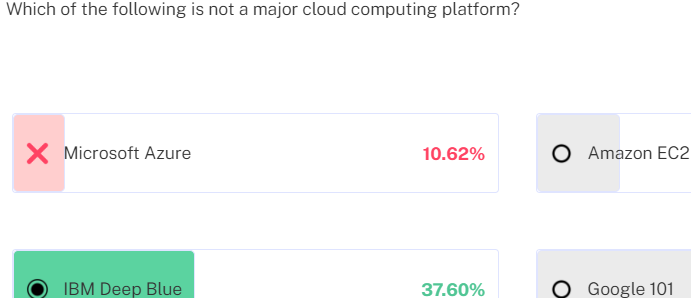 Which of the following is not a major cloud computing platform?
Microsoft Azure 10.62%
Amazon EC2
IBM Deep Blue 37.60%
Google 101